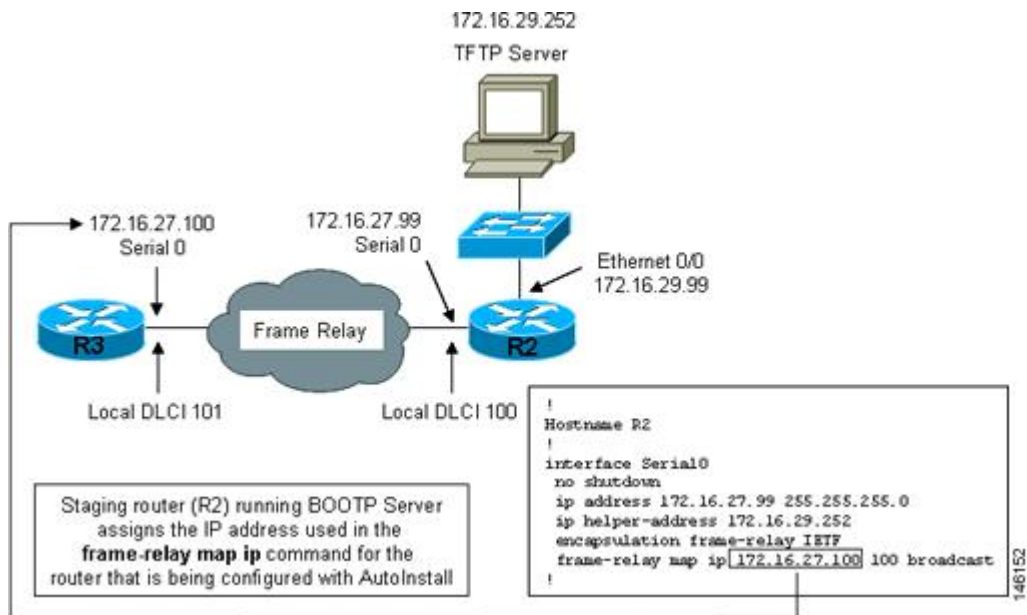 172.16.29.252
TFTP Server
172.16.27.100
Serial 0
172.16.27.99
Serial 0
Ethernet 0/0
172.16.29.99
R3
Frame Relay
R2
Local DLCI 101
Local DLCI 100
Staging router (R2) running BOOTP Server
assigns the IP address used in the
frame-relay map ip command for the
router that is being configured with AutoInstall
!
Hostname R2
!
interface Serial0
no shutdown
ip address 172.16.27.99 255.255.255.0
ip helper-address 172.16.29.252
encapsulation frame-relay IETF
frame-relay map ip 172.16.27.100 100 broadcast
!
146152